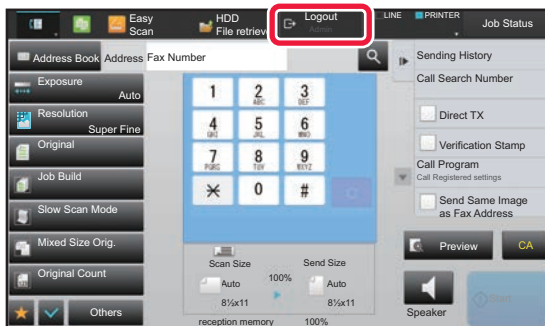 Easy
Scan
HDD
File retriev
Logout
Admin
LINE
PRINTER
Job Status
Address Book
Address
Fax Number
Sending History
Call Search Number
Exposure
Auto
Resolution
Super Fine
Original
Job Build
Slow Scan Mode
Mixed Size Orig.
Original Count
Others
1
2
ABC
3
DEF
4
GHI
5
JKL
6
MNO
7
PQRS
8
TUV
9
WXYZ
0
#
Direct TX
Verification Stamp
Call Program
Call Registered settings
Send Same Image
as Fax Address
Scan Size
Send Size
Auto
100%
Auto
8½x11
8½x11
reception memory
100%
Preview
CA
Speaker
Start